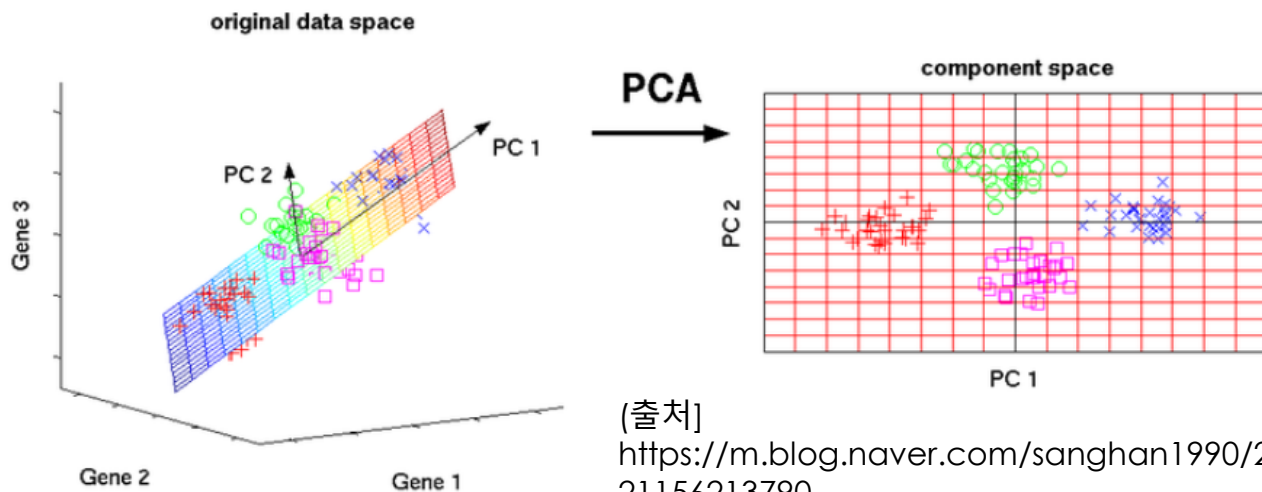 original data space
PC 1
PC 2
Gene 3
Gene 2
Gene 1
PCA
component space
PC 2
PC 1
(출처]
https://m.blog.naver.com/sanghan1990/2
21156213790